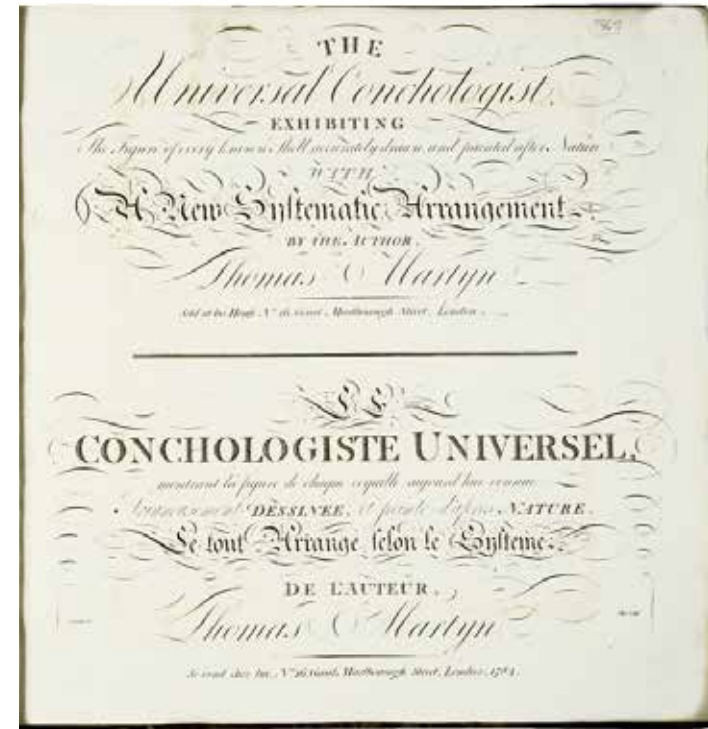 THE
Universal Conchologist,
EXHIBITING
The Figure of every known Shell accurately drawn and painted after Nature
WITH
A New Systematic Arrangement
BY THE AUTHOR.
Thomas Martyn
Sold at his House N.º 16 Great Marlborough Street, London.
LE
CONCHOLOGISTE UNIVERSEL,
montrant la figure de chaque coquille aujourd'hui connue
soigneusement DESSINEE, et peinte d'après NATURE.
Le tout Arrangé selon le Systeme
DE L'AUTEUR.
Thomas Martyn
Se vend chez lui, N.º 16 Great Marlborough Street, London, 1784.